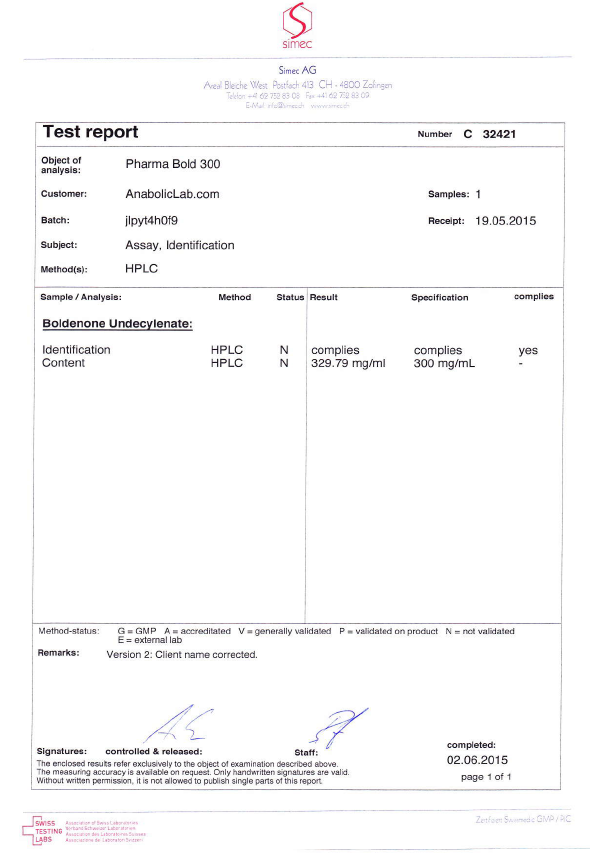 simec
Simec AG
Areal Bleiche West Postfach 413 CH - 4800 Zofingen
Telefon +41 62 752 83 08 Fax +41 62 752 83 09
E-Mail info@simec.ch www.simec.ch
Test report Number C 32421
Object of analysis: Pharma Bold 300
Customer: AnabolicLab.com Samples: 1
Batch: jlpyt4h0f9 Receipt: 19.05.2015
Subject: Assay, Identification
Method(s): HPLC
Sample / Analysis: Method Status Result Specification complies
Boldenone Undecylenate:
Identification HPLC N complies complies yes
Content HPLC N 329.79 mg/ml 300 mg/mL -
Method-status: G = GMP A = accreditated V = generally validated P = validated on product N = not validated
E = external lab
Remarks: Version 2: Client name corrected.
Signatures: controlled & released: Staff: completed:
02.06.2015
page 1 of 1
The enclosed results refer exclusively to the object of examination described above.
The measuring accuracy is available on request. Only handwritten signatures are valid.
Without written permission, it is not allowed to publish single parts of this report.
SWISS TESTING LABS
Association of Swiss Laboratories
Verband Schweizer Laboratorien
Association des Laboratoires Suisses
Associazione dei Laboratori Svizzeri
Zertifiziert Swissmedic GMP / PIC